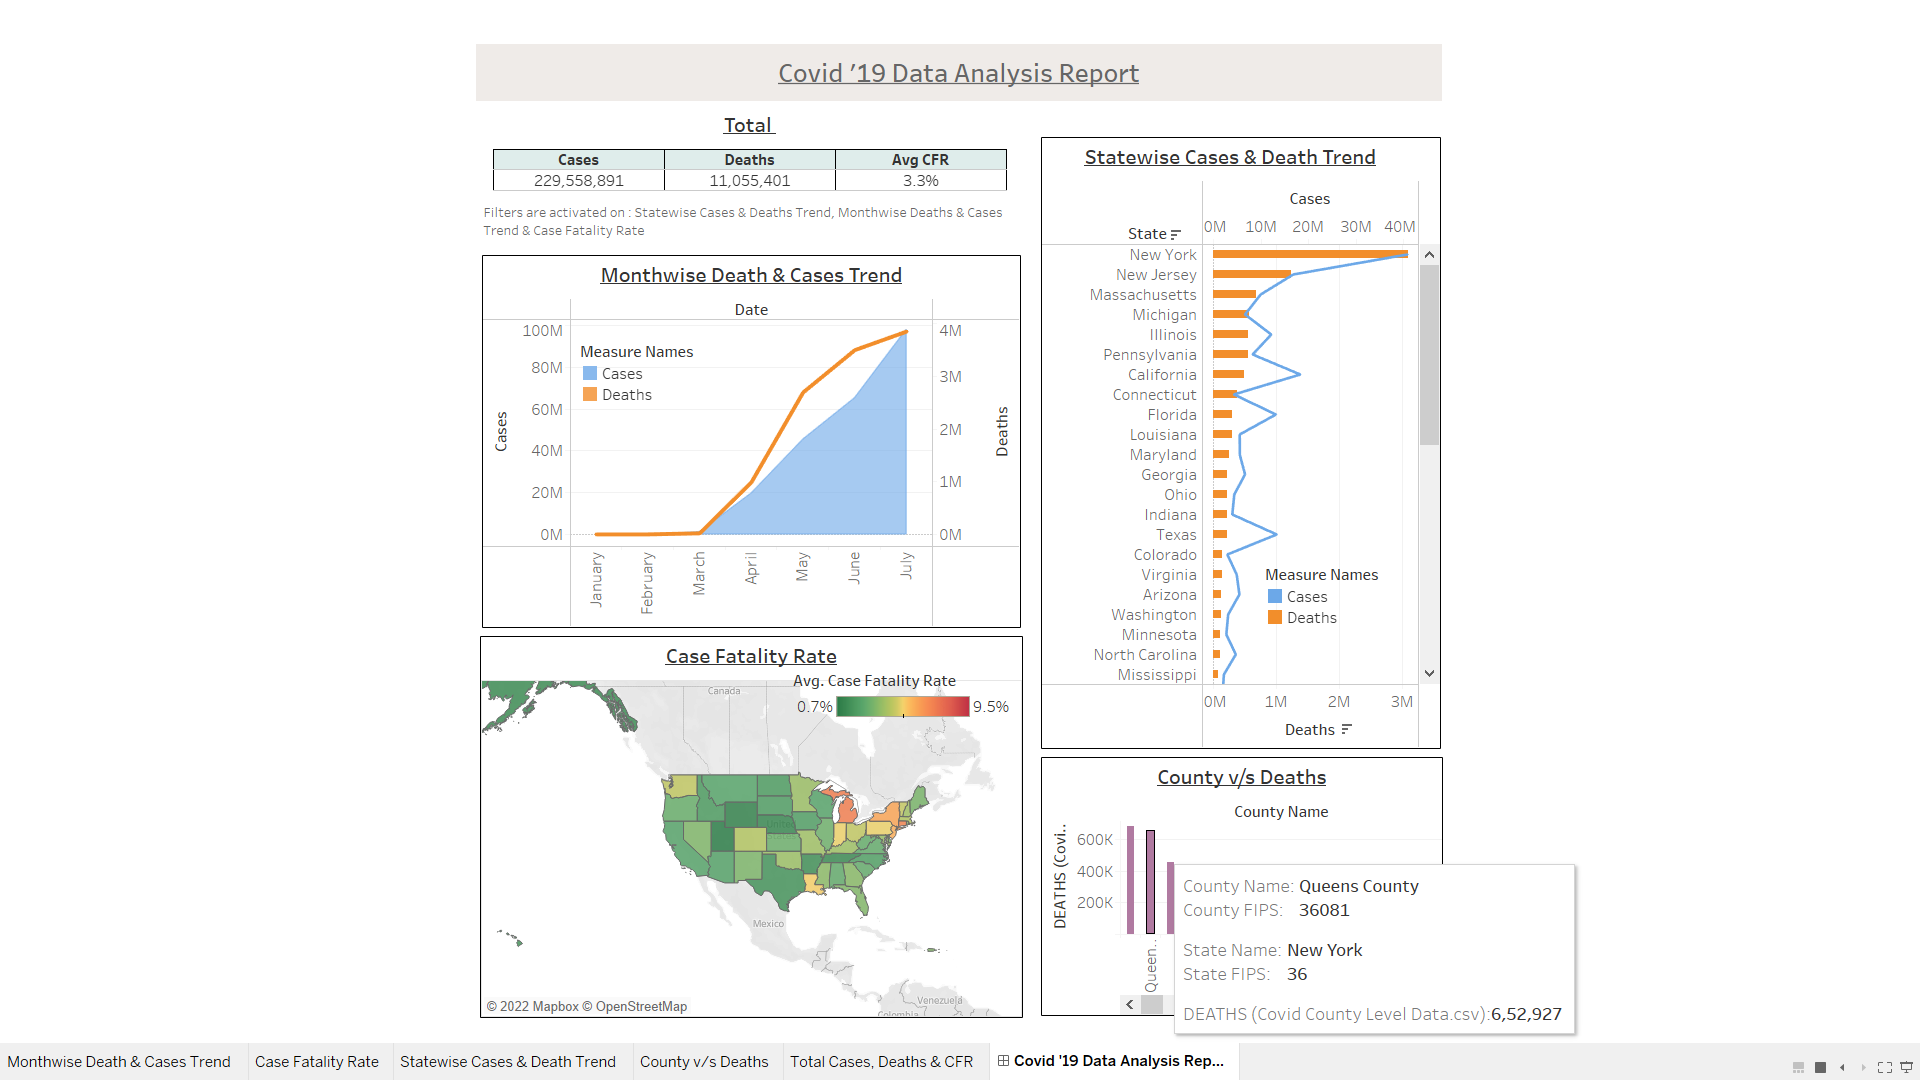 Covid '19 Data Analysis Report
Total
Cases Deaths Avg CFR
229,558,891 11,055,401 3.3%
Filters are activated on : Statewise Cases & Deaths Trend, Monthwise Deaths & Cases
Trend & Case Fatality Rate
Monthwise Death & Cases Trend
Date
100M
80M
60M
40M
20M
0M
Cases
Measure Names
Cases
Deaths
4M
3M
2M
1M
0M
Deaths
January
February
March
April
May
June
July
Case Fatality Rate
Avg. Case Fatality Rate
0.7% 9.5%
Canada
United
Mexico
Venezuela
Colombia
© 2022 Mapbox © OpenStreetMap
Statewise Cases & Death Trend
Cases
State 0M 10M 20M 30M 40M
New York
New Jersey
Massachusetts
Michigan
Illinois
Pennsylvania
California
Connecticut
Florida
Louisiana
Maryland
Georgia
Ohio
Indiana
Texas
Colorado
Virginia
Arizona
Washington
Minnesota
North Carolina
Mississippi
Measure Names
Cases
Deaths
0M 1M 2M 3M
Deaths
County v/s Deaths
County Name
DEATHS (Covi..
600K
400K
200K
Queen..
County Name: Queens County
County FIPS: 36081
State Name: New York
State FIPS: 36
DEATHS (Covid County Level Data.csv):6,52,927
Monthwise Death & Cases Trend Case Fatality Rate Statewise Cases & Death Trend County v/s Deaths Total Cases, Deaths & CFR Covid '19 Data Analysis Rep...